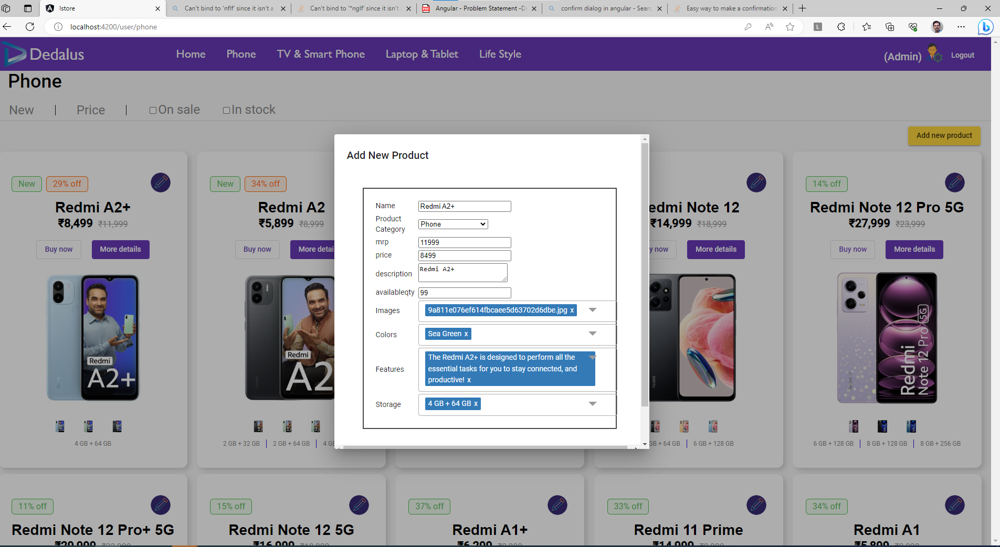 Istore
Can't bind to 'nfIf' since it isn't a
Can't bind to '*ngIf' since it isn't
Angular - Problem Statement -D
confirm dialog in angular - Searc
Easy way to make a confirmation
localhost:4200/user/phone
Dedalus
Home Phone TV & Smart Phone Laptop & Tablet Life Style
(Admin) Logout
Phone
New | Price | On sale In stock
Add new product
New 29% off
Redmi A2+
₹8,499 ₹11,999
Buy now More details
Redmi
A2+
4 GB + 64 GB
New 34% off
Redmi A2
₹5,899 ₹8,999
Buy now More detai
Redmi
A2
2 GB + 32 GB | 2 GB + 64 GB | 4 GB
Add New Product
Name Redmi A2+
Product
Category Phone
mrp 11999
price 8499
description Redmi A2+
availableqty 99
Images 9a811e076ef614fbcaee5d63702d6dbe.jpg x
Colors Sea Green x
Features The Redmi A2+ is designed to perform all the
essential tasks for you to stay connected, and
productive! x
Storage 4 GB + 64 GB x
edmi Note 12
₹14,999 ₹18,999
y now More details
GB + 64 GB | 6 GB + 128 GB
14% off
Redmi Note 12 Pro 5G
₹27,999 ₹23,999
Buy now More details
Redmi
Note 12 Pro 5G
6 GB + 128 GB | 8 GB + 128 GB | 8 GB + 256 GB
11% off
Redmi Note 12 Pro+ 5G
₹29,999
15% off
Redmi Note 12 5G
₹16,999
37% off
Redmi A1+
₹6,299
33% off
Redmi 11 Prime
₹14,999
34% off
Redmi A1
₹5,899